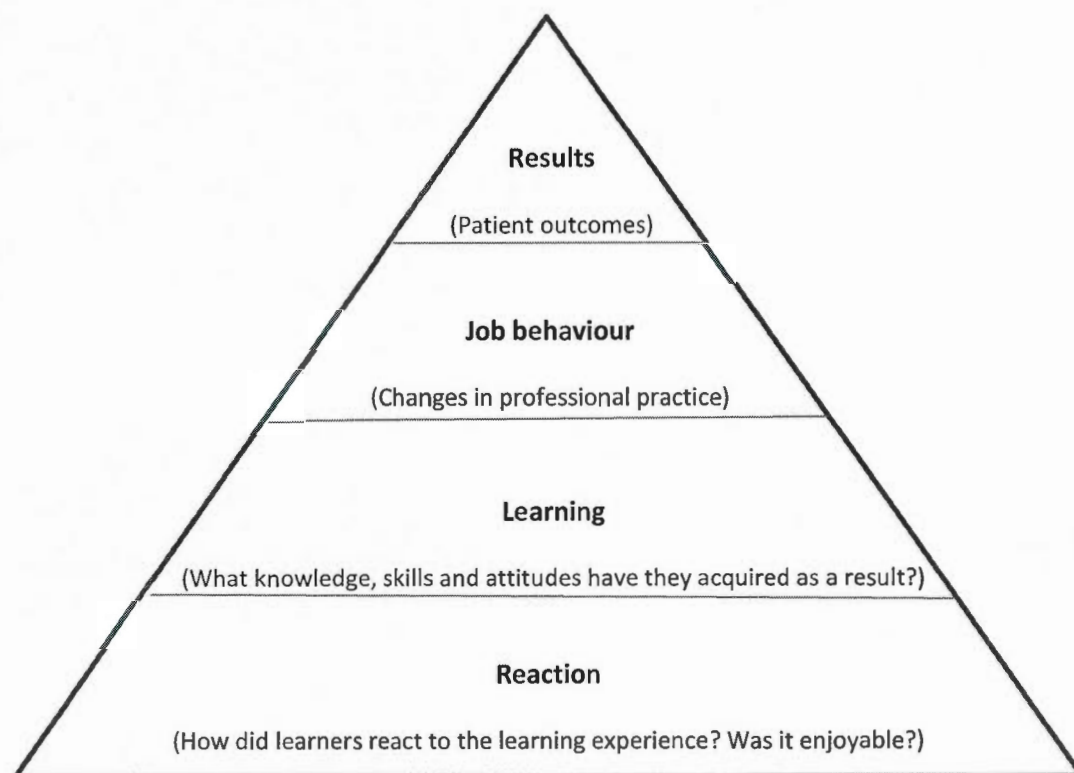 Results
(Patient outcomes)
Job behaviour
(Changes in professional practice)
Learning
(What knowledge, skills and attitudes have they acquired as a result?)
Reaction
(How did learners react to the learning experience? Was it enjoyable?)